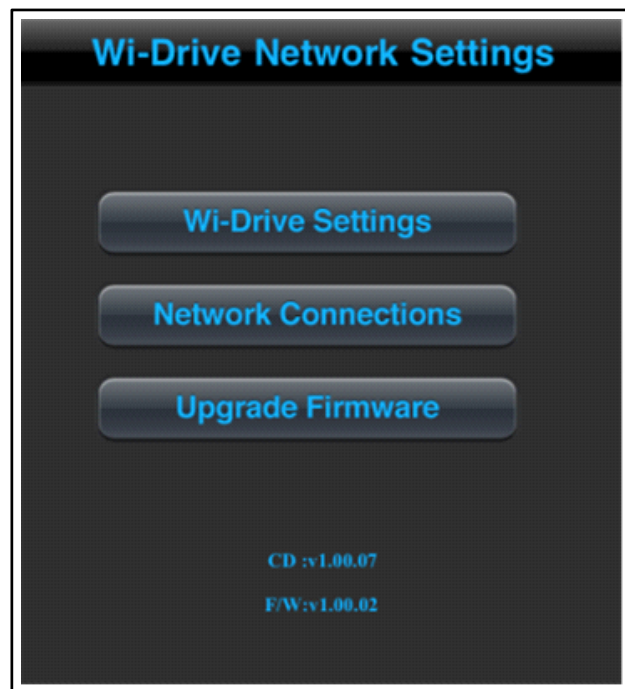 Wi-Drive Network Settings
Wi-Drive Settings
Network Connections
Upgrade Firmware
CD :v1.00.07
F/W:v1.00.02